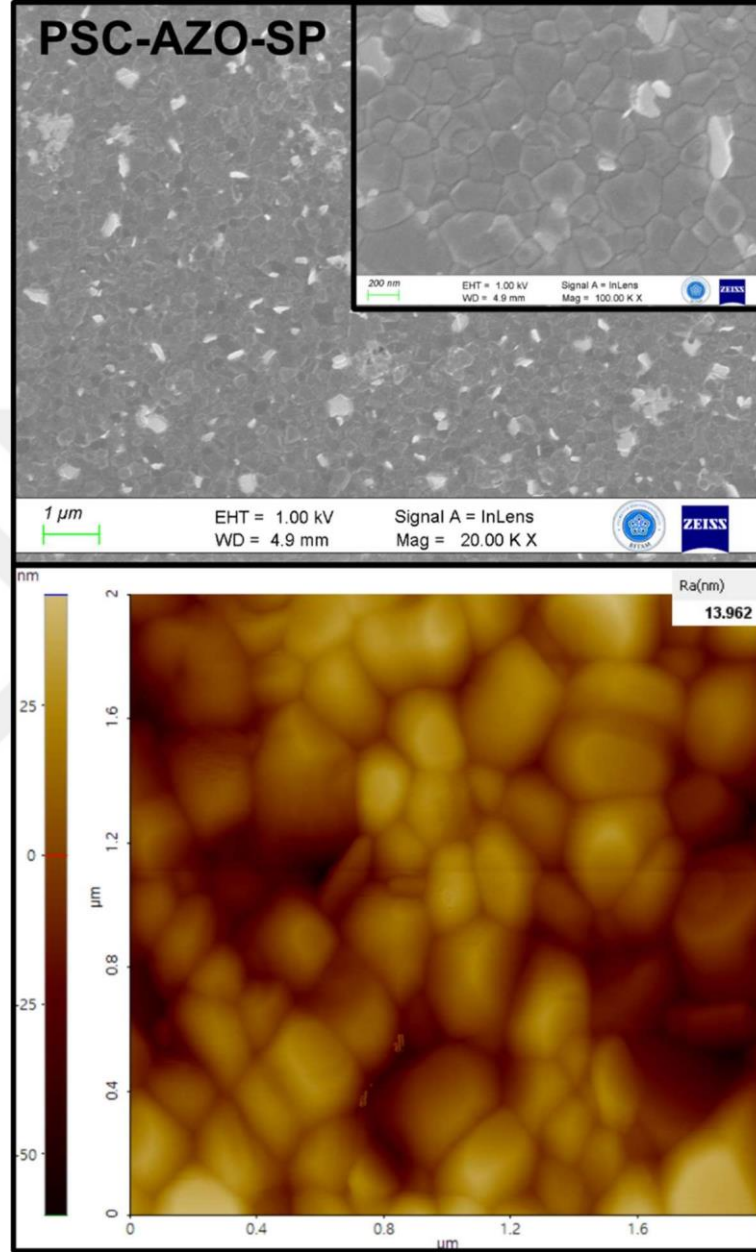 PSC-AZO-SP
200 nm
EHT = 1.00 kV
Signal A = InLens
WD = 4.9 mm
Mag = 100.00 K X
ZEISS
1 µm
EHT = 1.00 kV
Signal A = InLens
WD = 4.9 mm
Mag = 20.00 K X
ZEISS
nm
Ra(nm)
13.962
25
0
-25
-50
2
1.6
1.2
µm
0.8
0.4
0
0
0.4
0.8
1.2
1.6
µm